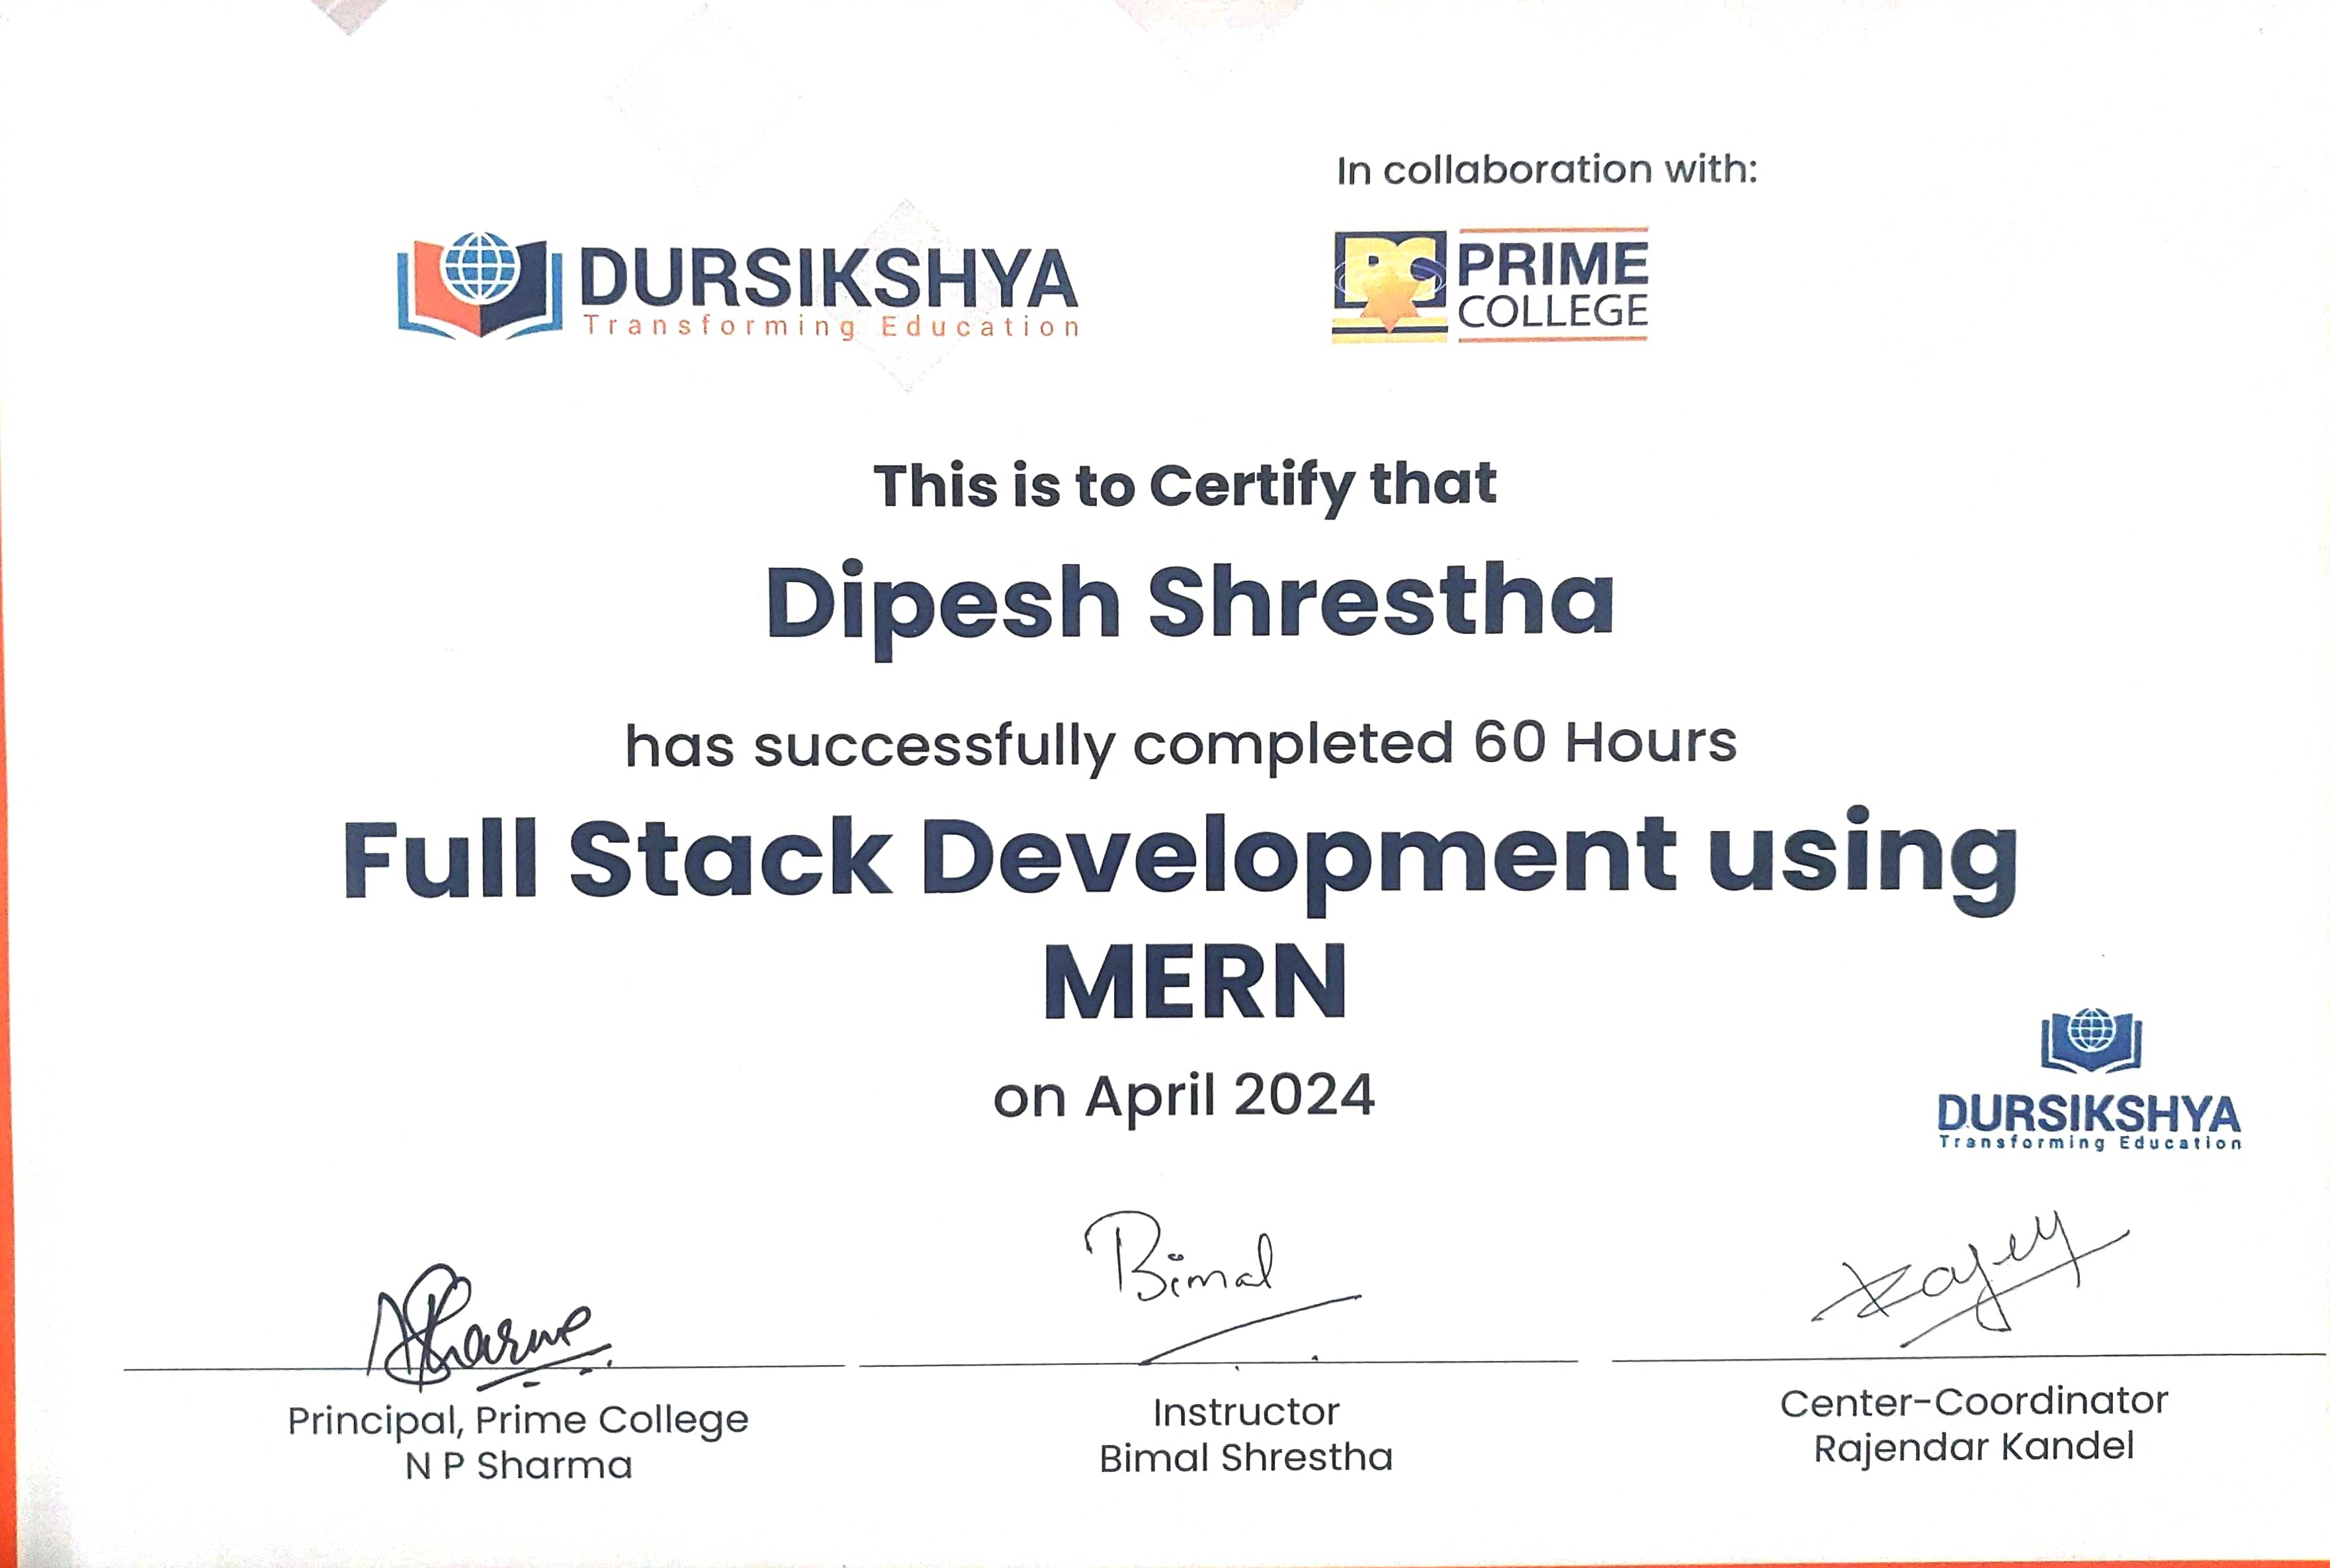 In collaboration with:
DURSIKSHYA
Transforming Education
PC PRIME
COLLEGE
This is to Certify that
Dipesh Shrestha
has successfully completed 60 Hours
Full Stack Development using
MERN
on April 2024
DURSIKSHYA
Transforming Education
Bimal
Principal, Prime College
N P Sharma
Instructor
Bimal Shrestha
Center-Coordinator
Rajendar Kandel